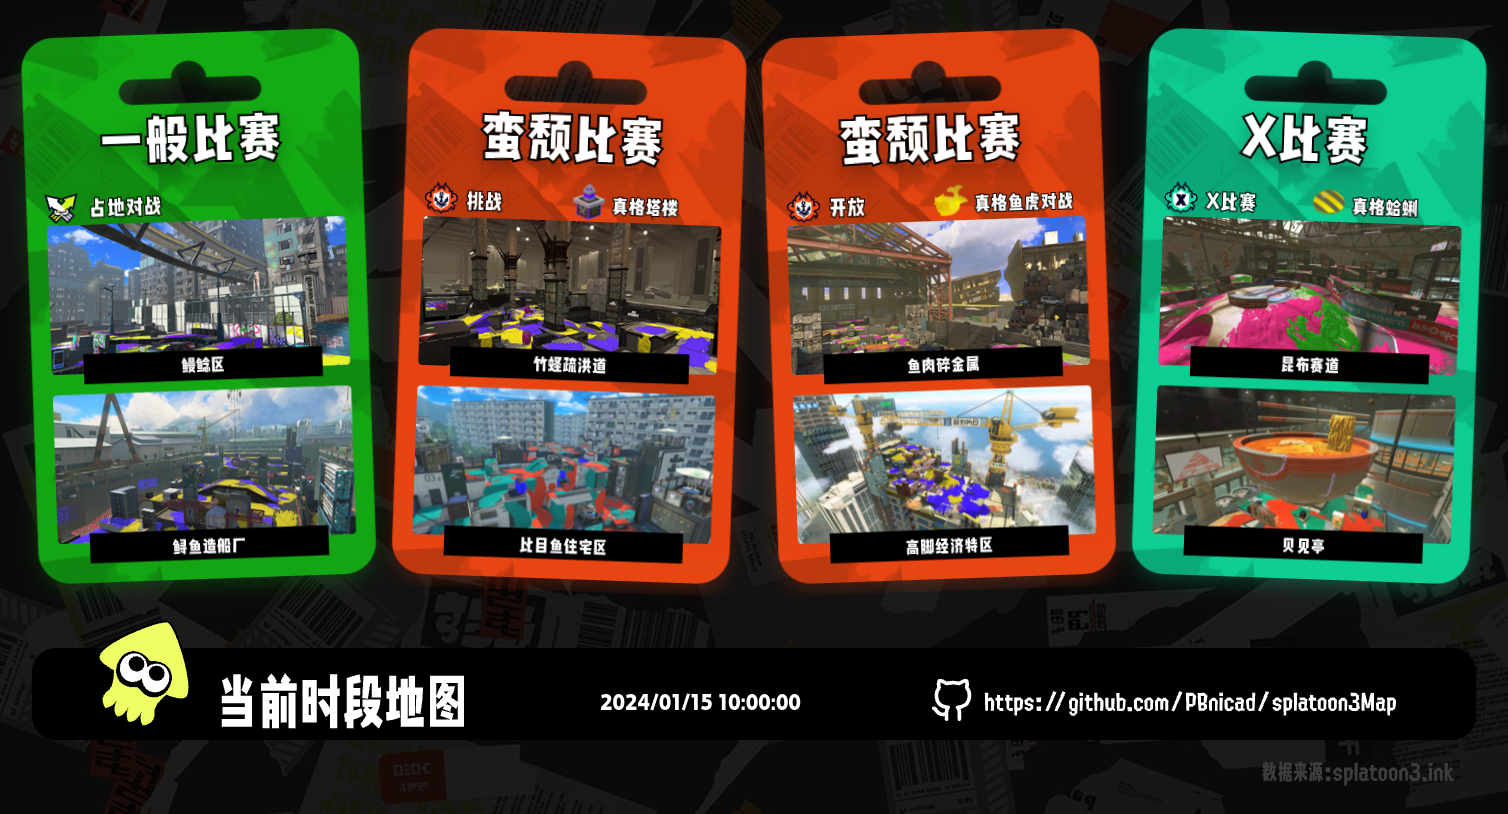 一般比赛
占地对战
鳗鲶区
鲟鱼造船厂
蛮颓比赛
挑战
真格塔楼
竹蛏疏洪道
比目鱼住宅区
蛮颓比赛
开放
真格鱼虎对战
鱼肉碎金属
高脚经济特区
X比赛
X比赛
真格蛤蜊
昆布赛道
贝见亭
当前时段地图
2024/01/15 10:00:00
https://github.com/PBnicad/splatoon3Map
数据来源:splatoon3.ink